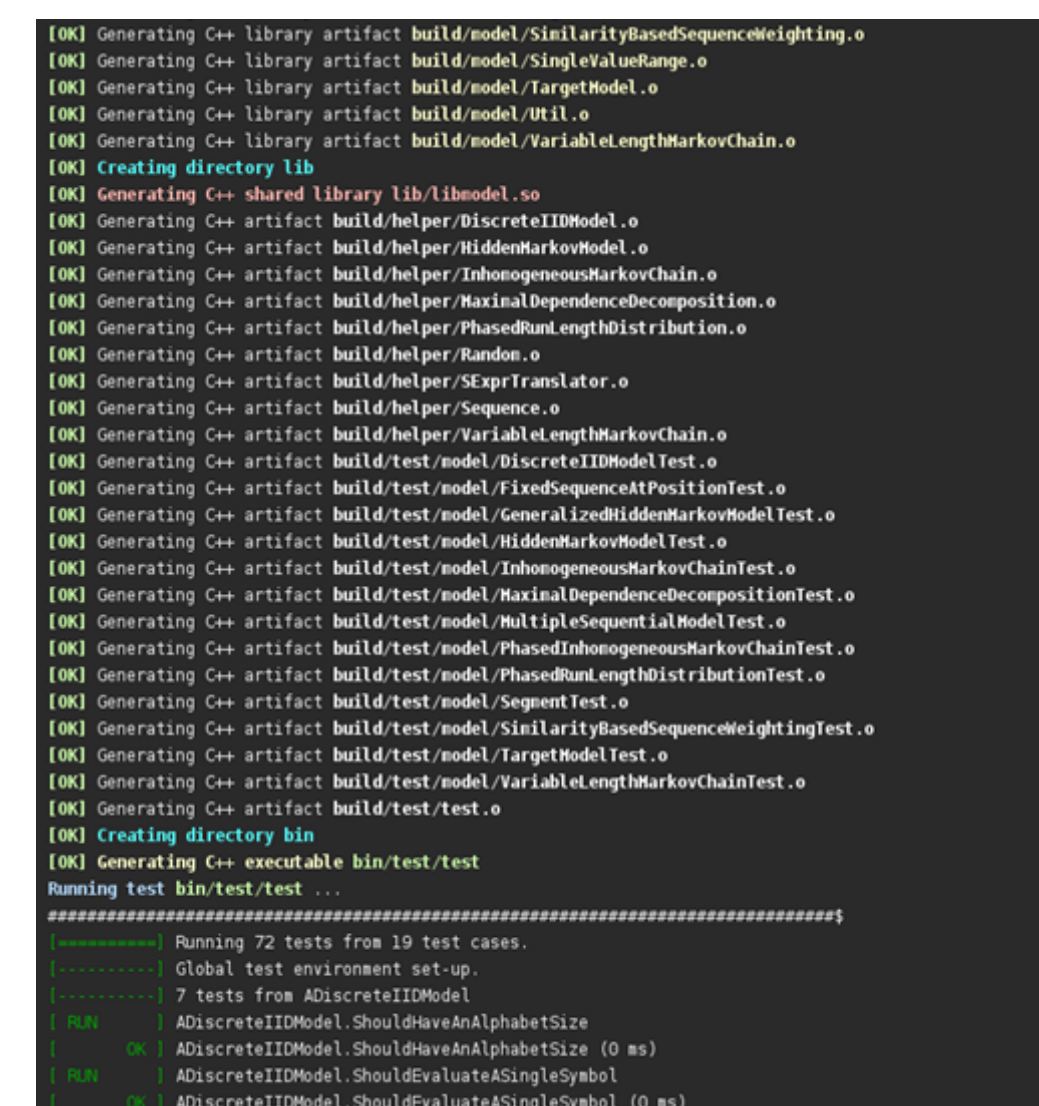 [OK] Generating C++ library artifact build/model/SimilarityBasedSequenceWeighting.o
[OK] Generating C++ library artifact build/model/SingleValueRange.o
[OK] Generating C++ library artifact build/model/TargetModel.o
[OK] Generating C++ library artifact build/model/Util.o
[OK] Generating C++ library artifact build/model/VariableLengthMarkovChain.o
[OK] Creating directory lib
[OK] Generating C++ shared library lib/libmodel.so
[OK] Generating C++ artifact build/helper/DiscreteIIDModel.o
[OK] Generating C++ artifact build/helper/HiddenMarkovModel.o
[OK] Generating C++ artifact build/helper/InhomogeneousMarkovChain.o
[OK] Generating C++ artifact build/helper/MaximalDependenceDecomposition.o
[OK] Generating C++ artifact build/helper/PhasedRunLengthDistribution.o
[OK] Generating C++ artifact build/helper/Random.o
[OK] Generating C++ artifact build/helper/SExprTranslator.o
[OK] Generating C++ artifact build/helper/Sequence.o
[OK] Generating C++ artifact build/helper/VariableLengthMarkovChain.o
[OK] Generating C++ artifact build/test/model/DiscreteIIDModelTest.o
[OK] Generating C++ artifact build/test/model/FixedSequenceAtPositionTest.o
[OK] Generating C++ artifact build/test/model/GeneralizedHiddenMarkovModelTest.o
[OK] Generating C++ artifact build/test/model/HiddenMarkovModelTest.o
[OK] Generating C++ artifact build/test/model/InhomogeneousMarkovChainTest.o
[OK] Generating C++ artifact build/test/model/MaximalDependenceDecompositionTest.o
[OK] Generating C++ artifact build/test/model/MultipleSequentialModelTest.o
[OK] Generating C++ artifact build/test/model/PhasedInhomogeneousMarkovChainTest.o
[OK] Generating C++ artifact build/test/model/PhasedRunLengthDistributionTest.o
[OK] Generating C++ artifact build/test/model/SegmentTest.o
[OK] Generating C++ artifact build/test/model/SimilarityBasedSequenceWeightingTest.o
[OK] Generating C++ artifact build/test/model/TargetModelTest.o
[OK] Generating C++ artifact build/test/model/VariableLengthMarkovChainTest.o
[OK] Generating C++ artifact build/test/test.o
[OK] Creating directory bin
[OK] Generating C++ executable bin/test/test
Running test bin/test/test ...
################################################################################$
[==========] Running 72 tests from 19 test cases.
[----------] Global test environment set-up.
[----------] 7 tests from ADiscreteIIDModel
[ RUN      ] ADiscreteIIDModel.ShouldHaveAnAlphabetSize
[       OK ] ADiscreteIIDModel.ShouldHaveAnAlphabetSize (0 ms)
[ RUN      ] ADiscreteIIDModel.ShouldEvaluateASingleSymbol
[       OK ] ADiscreteIIDModel.ShouldEvaluateASingleSymbol (0 ms)